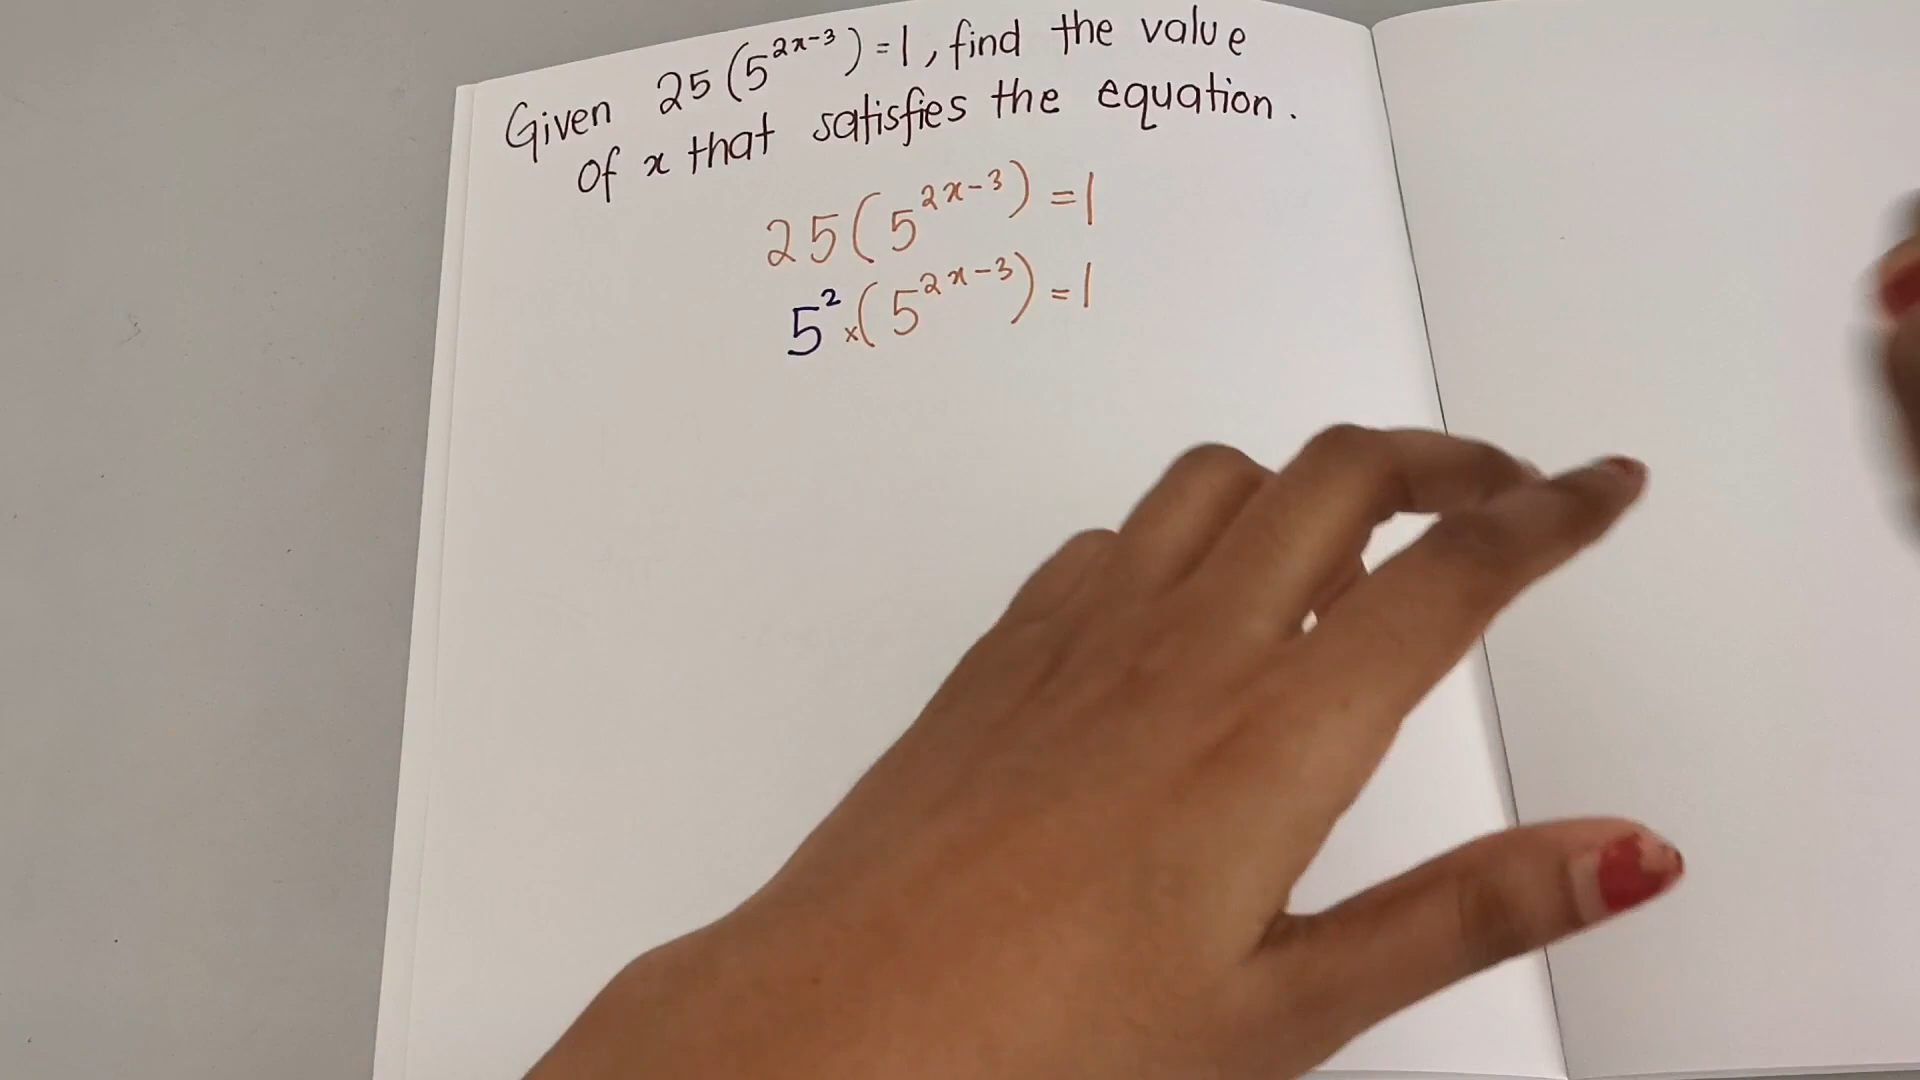 Given 25(5^{2x-3})=1, find the value
Of x that satisfies the equation.
25(5^{2x-3})=1
5^2×(5^{2x-3})=1